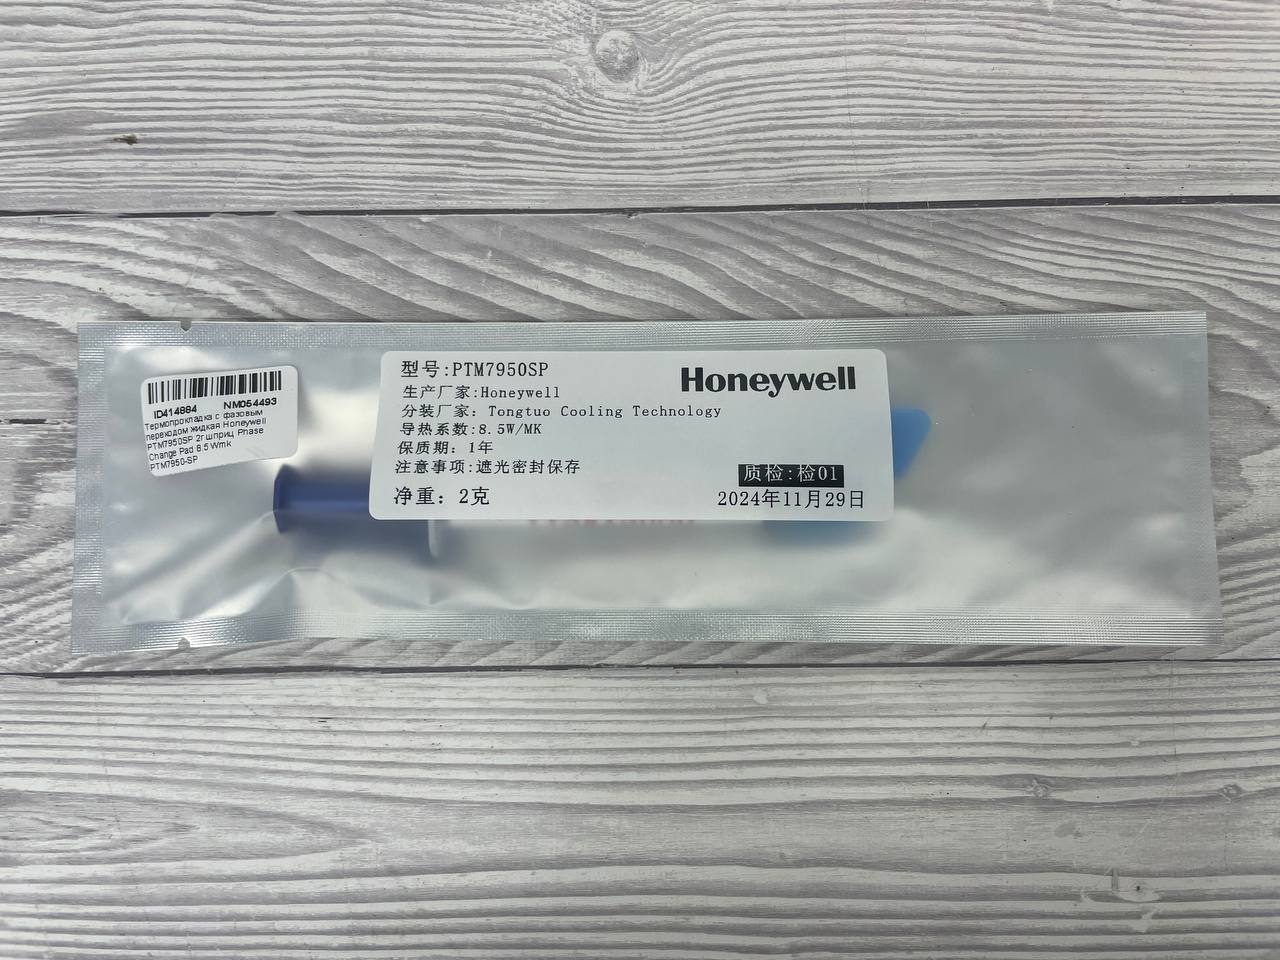 ID414884 NM054493
Термопрокладка с фазовым
переходом жидкая Honeywell
PTM7950SP 2г шприц Phase
Change Pad 8.5 Wmk
PTM7950-SP
型号:PTM7950SP
Honeywell
生产厂家:Honeywell
分装厂家: Tongtuo Cooling Technology
导热系数:8.5W/MK
保质期: 1年
注意事项:遮光密封保存
质检:检01
净重: 2克
2024年11月29日